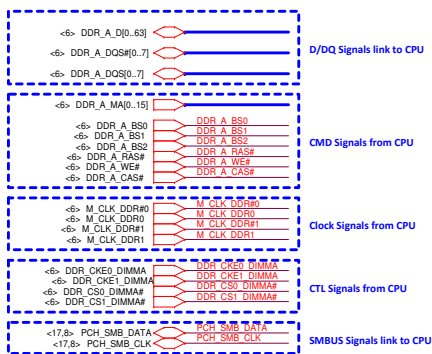 <6> DDR_A_D[0..63]
<6> DDR_A_DQS#[0..7]
<6> DDR_A_DQS[0..7]
D/DQ Signals link to CPU
<6> DDR_A_MA[0..15]
<6> DDR_A_BS0 DDR_A_BS0
<6> DDR_A_BS1 DDR_A_BS1
<6> DDR_A_BS2 DDR_A_BS2
<6> DDR_A_RAS# DDR_A_RAS#
<6> DDR_A_WE# DDR_A_WE#
<6> DDR_A_CAS# DDR_A_CAS#
CMD Signals from CPU
<6> M_CLK_DDR#0 M_CLK_DDR#0
<6> M_CLK_DDR0 M_CLK_DDR0
<6> M_CLK_DDR#1 M_CLK_DDR#1
<6> M_CLK_DDR1 M_CLK_DDR1
Clock Signals from CPU
<6> DDR_CKE0_DIMMA DDR_CKE0_DIMMA
<6> DDR_CKE1_DIMMA DDR_CKE1_DIMMA
<6> DDR_CS0_DIMMA# DDR_CS0_DIMMA#
<6> DDR_CS1_DIMMA# DDR_CS1_DIMMA#
CTL Signals from CPU
<17,8> PCH_SMB_DATA PCH_SMB_DATA
<17,8> PCH_SMB_CLK PCH_SMB_CLK
SMBUS Signals link to CPU